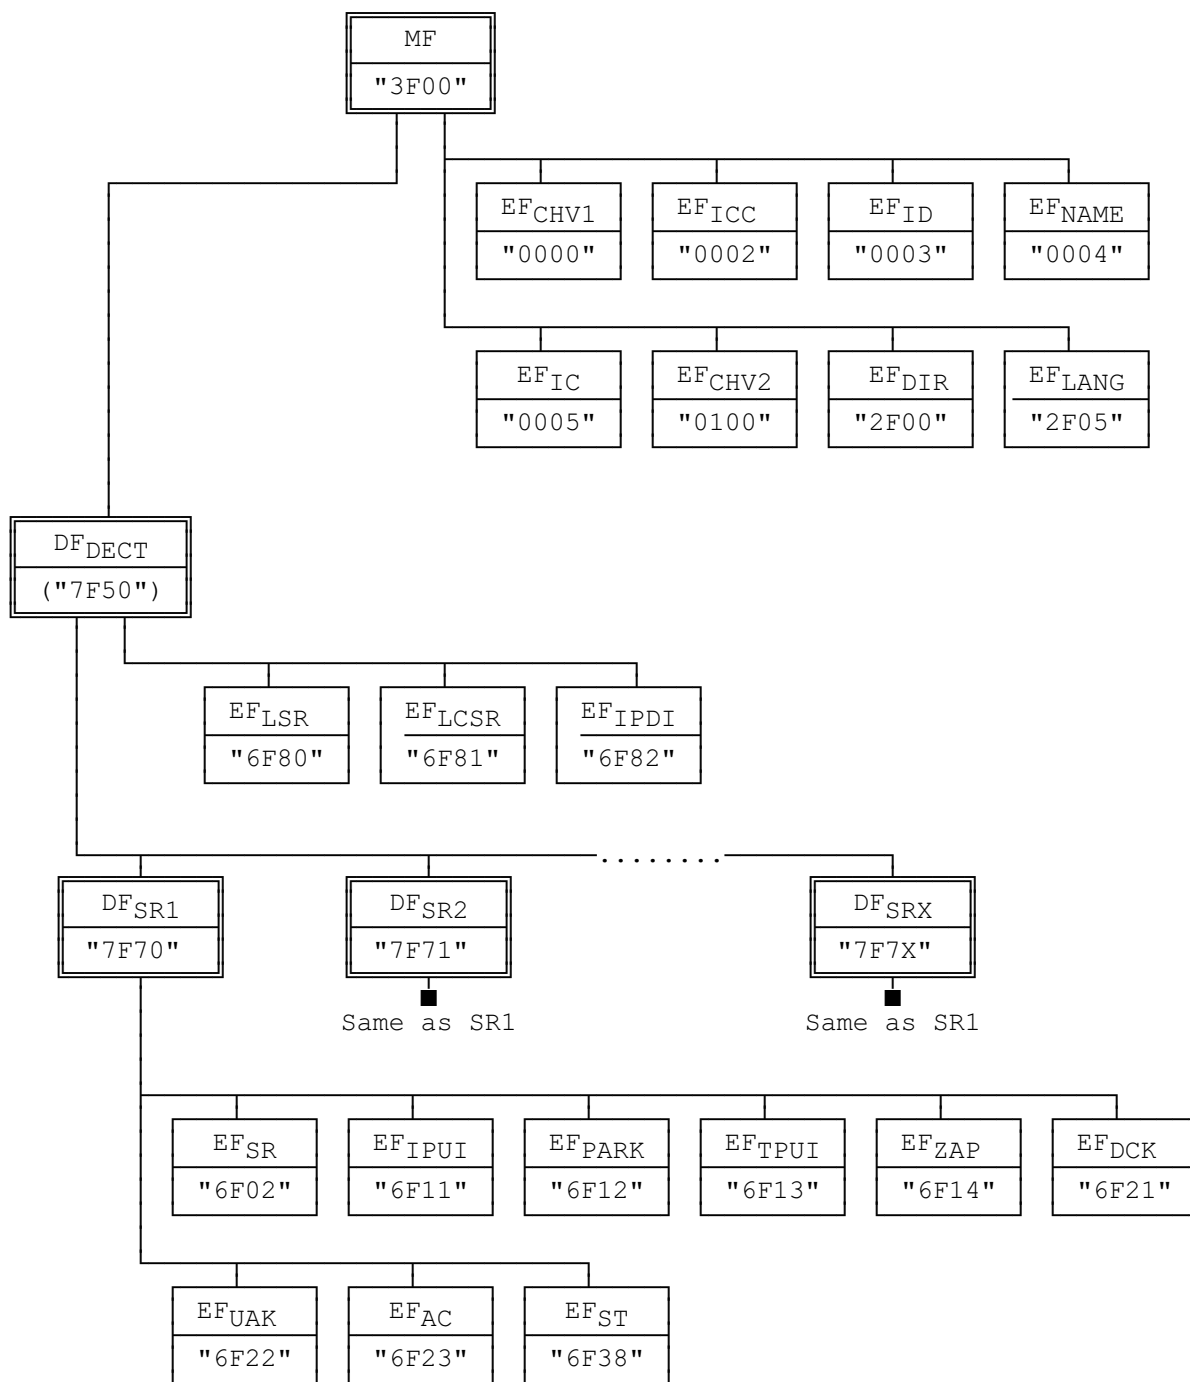 MF
"3F00"
EFCHV1 EFICC EFID EFNAME
"0000" "0002" "0003" "0004"
EFIC EFCHV2 EFDIR EFLANG
"0005" "0100" "2F00" "2F05"
DFDECT
("7F50")
EFLSR EFLCSR EFIPDI
"6F80" "6F81" "6F82"
........
DFSR1 DFSR2 DFSRX
"7F70" "7F71" "7F7X"
Same as SR1 Same as SR1
EFSR EFIPUI EFPARK EFTPUI EFZAP EFDCK
"6F02" "6F11" "6F12" "6F13" "6F14" "6F21"
EFUAK EFAC EFST
"6F22" "6F23" "6F38"